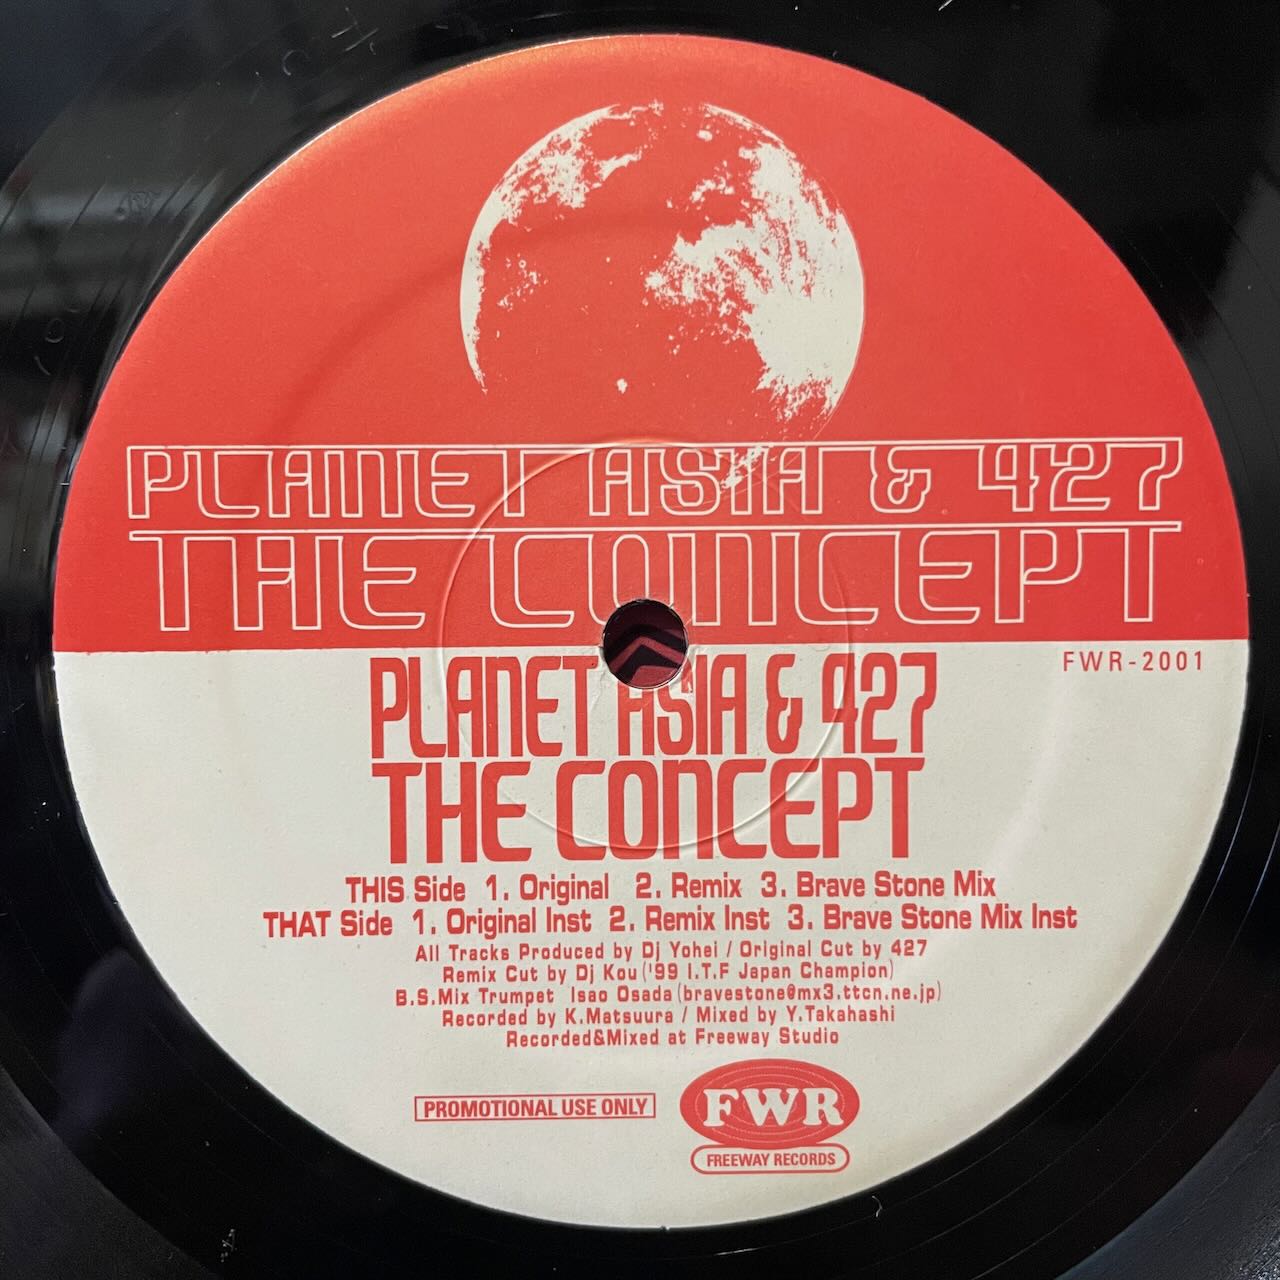 PLANET ASIA & 427
THE CONCEPT
FWR-2001
PLANET ASIA & 427
THE CONCEPT
THIS Side 1. Original 2. Remix 3. Brave Stone Mix
THAT Side 1. Original Inst 2. Remix Inst 3. Brave Stone Mix Inst
All Tracks Produced by Dj Yohei / Original Cut by 427
Remix Cut by Dj Kou ('99 I.T.F Japan Champion)
B.S.Mix Trumpet Isao Osada (bravestone@mx3.ttcn.ne.jp)
Recorded by K.Matsuura / Mixed by Y.Takahashi
Recorded&Mixed at Freeway Studio
PROMOTIONAL USE ONLY
FWR
FREEWAY RECORDS